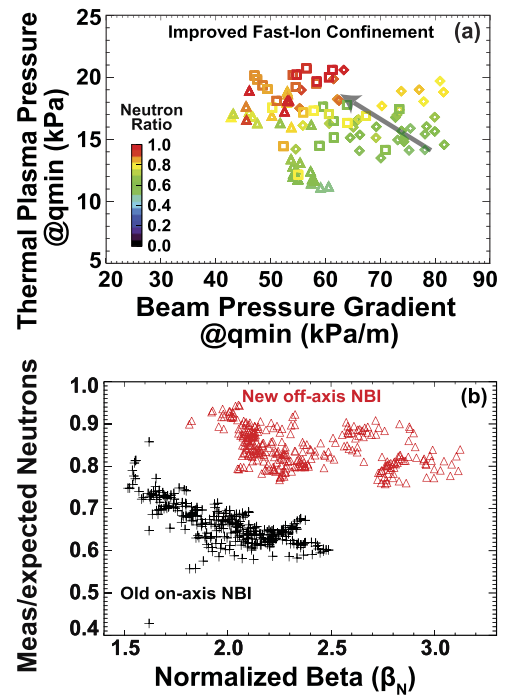 Improved Fast-Ion Confinement (a)
Thermal Plasma Pressure
@qmin (kPa)
25
20
15
10
5
Neutron
Ratio
1.0
0.8
0.6
0.4
0.2
0.0
20 30 40 50 60 70 80 90
Beam Pressure Gradient
@qmin (kPa/m)
Meas/expected Neutrons
1.0
0.9
0.8
0.7
0.6
0.5
0.4
New off-axis NBI (b)
Old on-axis NBI
1.5 2.0 2.5 3.0
Normalized Beta (βN)